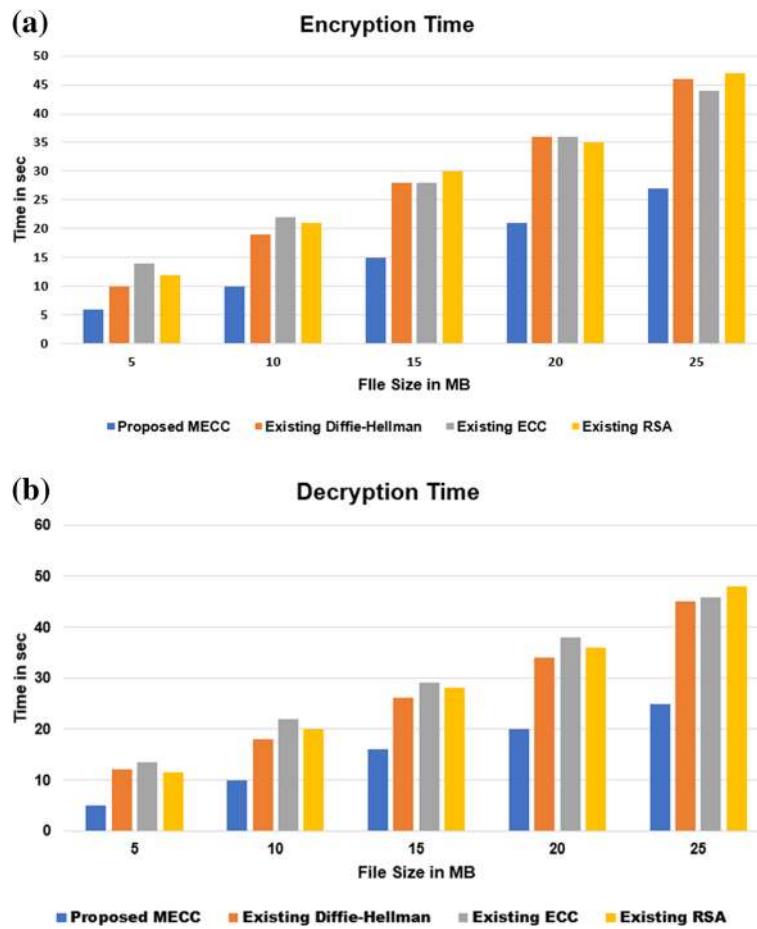 (a)
Encryption Time
50
45
40
35
30
25
20
15
10
5
0
Time in sec
5 10 15 20 25
FIle Size in MB
Proposed MECC Existing Diffie-Hellman Existing ECC Existing RSA
(b)
Decryption Time
60
50
40
30
20
10
0
Time in sec
5 10 15 20 25
File Size in MB
Proposed MECC Existing Diffie-Hellman Existing ECC Existing RSA